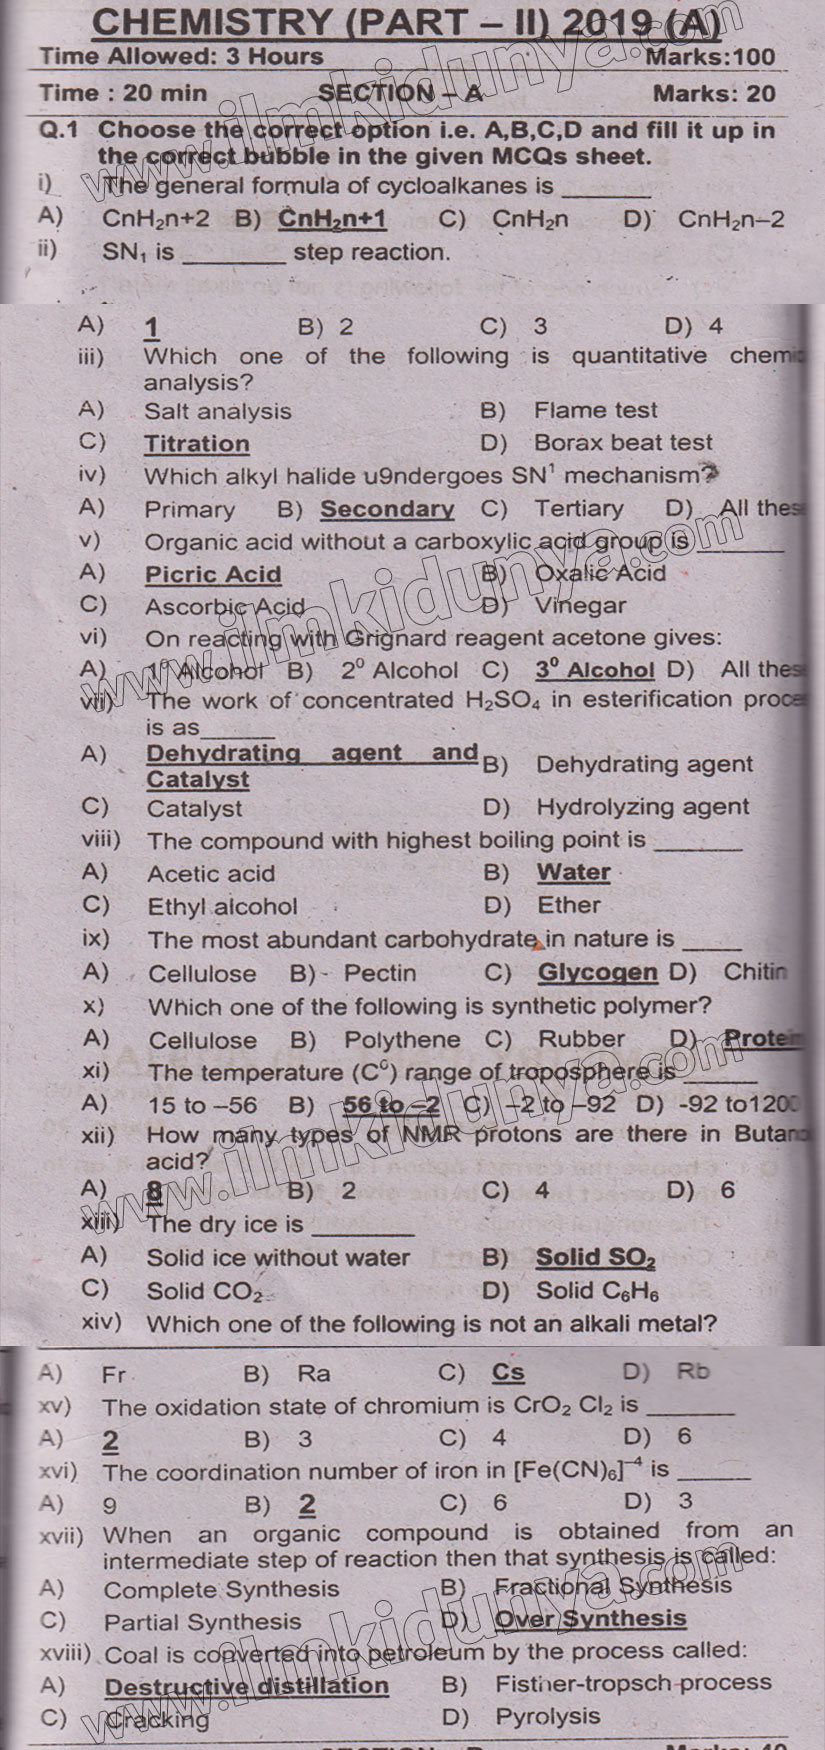 CHEMISTRY (PART – II) 2019 (A)
Time Allowed: 3 Hours Marks:100
Time : 20 min SECTION – A Marks: 20
Q.1 Choose the correct option i.e. A,B,C,D and fill it up in
the correct bubble in the given MCQs sheet.
i) The general formula of cycloalkanes is _______
A) CnH₂n+2 B) CnH₂n+1 C) CnH₂n D) CnH₂n–2
ii) SN₁ is ________ step reaction.
A) 1 B) 2 C) 3 D) 4
iii) Which one of the following is quantitative
analysis?
A) Salt analysis B) Flame test
C) Titration D) Borax beat test
iv) Which alkyl halide u9ndergoes SN¹ mechanism?
A) Primary B) Secondary C) Tertiary D) All
v) Organic acid without a carboxylic acid group is _______
A) Picric Acid B) Oxalic Acid
C) Ascorbic Acid D) Vinegar
vi) On reacting with Grignard reagent acetone gives:
A) 1⁰ Alcohol B) 2⁰ Alcohol C) 3⁰ Alcohol D) All
vii) The work of concentrated H₂SO₄ in esterification
is as______
A) Dehydrating agent and
Catalyst B) Dehydrating agent
C) Catalyst D) Hydrolyzing agent
viii) The compound with highest boiling point is _______
A) Acetic acid B) Water
C) Ethyl alcohol D) Ether
ix) The most abundant carbohydrate in nature is _____
A) Cellulose B) Pectin C) Glycogen D) Chitin
x) Which one of the following is synthetic polymer?
A) Cellulose B) Polythene C) Rubber D) Protein
xi) The temperature (C⁰) range of troposphere is ______
A) 15 to –56 B) 56 to –2 C) –2 to –92 D) -92 to1200
xii) How many types of NMR protons are there in
acid?
A) 8 B) 2 C) 4 D) 6
xiii) The dry ice is ________
A) Solid ice without water B) Solid SO₂
C) Solid CO₂ D) Solid C₆H₆
xiv) Which one of the following is not an alkali metal?
A) Fr B) Ra C) Cs D) Rb
xv) The oxidation state of chromium is CrO₂ Cl₂ is _______
A) 2 B) 3 C) 4 D) 6
xvi) The coordination number of iron in [Fe(CN)₆]⁻⁴ is ______
A) 9 B) 2 C) 6 D) 3
xvii) When an organic compound is obtained from an
intermediate step of reaction then that synthesis is called:
A) Complete Synthesis B) Fractional Synthesis
C) Partial Synthesis D) Over Synthesis
xviii) Coal is converted into petroleum by the process called:
A) Destructive distillation B) Fisther-tropsch process
C) Cracking D) Pyrolysis
www.ilmkidunya.com
www.ilmkidunya.com
www.ilmkidunya.com
www.ilmkidunya.com